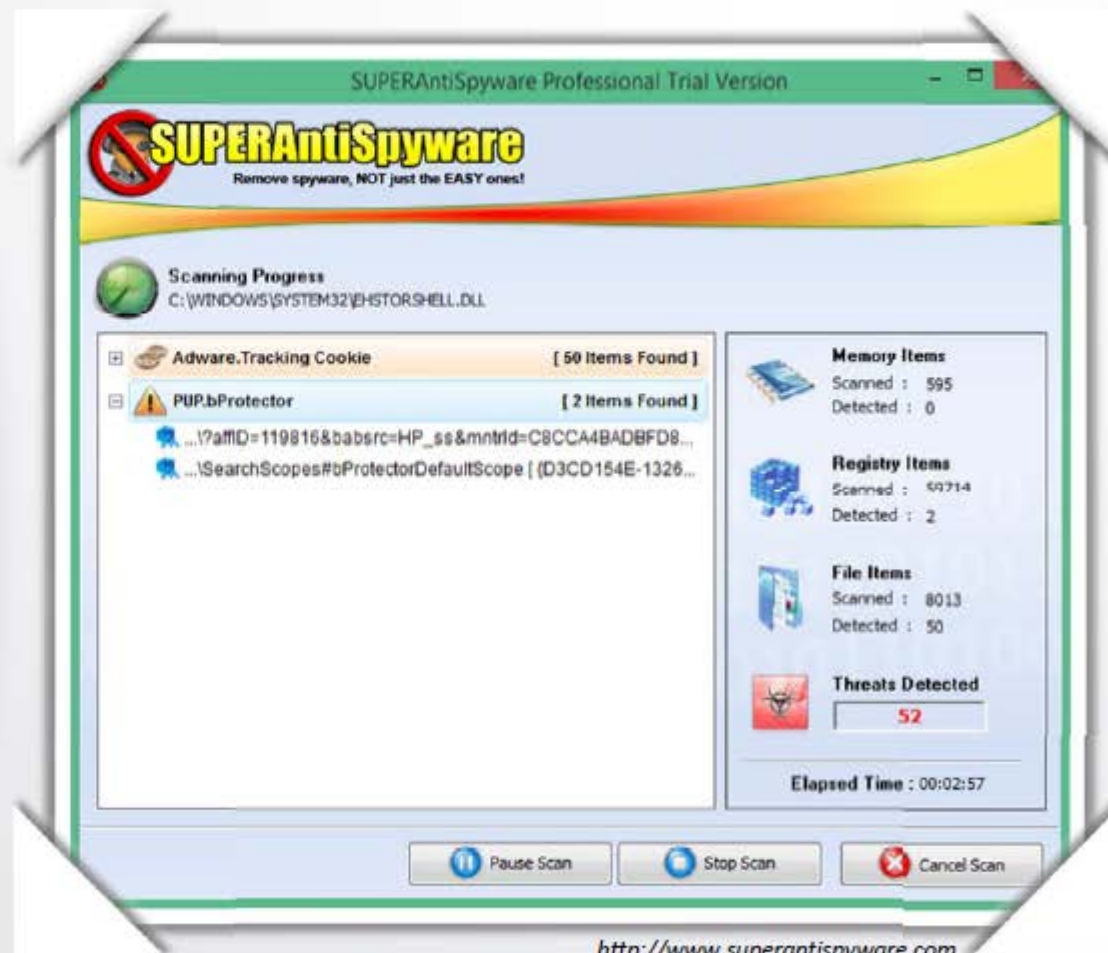 SUPERAntiSpyware Professional Trial Version
SUPERAntiSpyware
Remove spyware, NOT just the EASY ones!
Scanning Progress
C:\WINDOWS\SYSTEM32\EHSTORSHELL.DLL
Adware.Tracking Cookie [ 50 Items Found ]
PUP.bProtector [ 2 Items Found ]
...\?affID=119816&babsrc=HP_ss&mntrId=C8CCA4BADBFD8...
...\SearchScopes#bProtectorDefaultScope [ {D3CD154E-1326...
Memory Items
Scanned : 595
Detected : 0
Registry Items
Scanned : 59714
Detected : 2
File Items
Scanned : 8013
Detected : 50
Threats Detected
52
Elapsed Time : 00:02:57
Pause Scan
Stop Scan
Cancel Scan
http://www.superantispyware.com